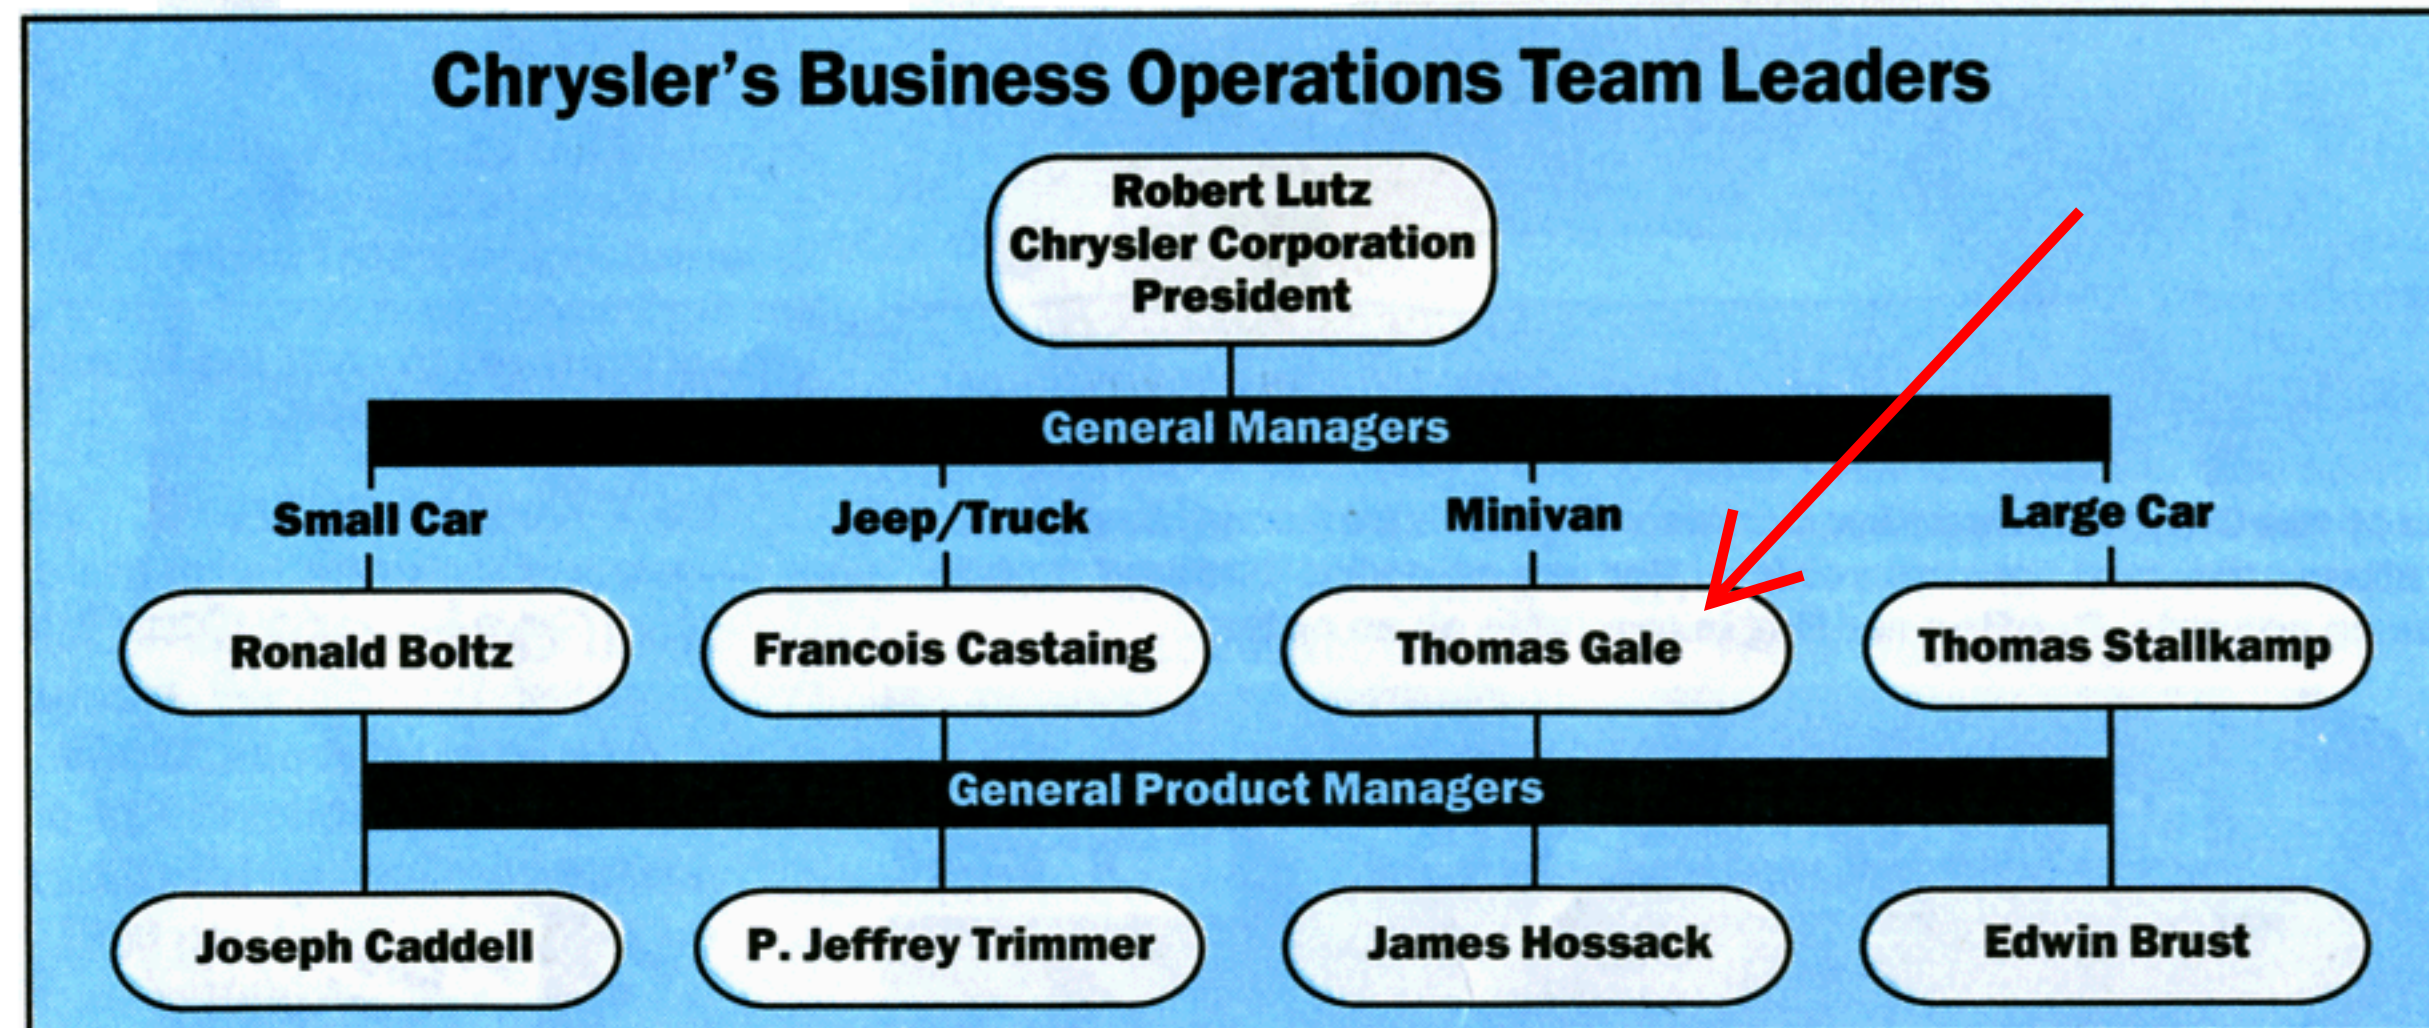 Chrysler's Business Operations Team Leaders
Robert Lutz
Chrysler Corporation
President
General Managers
Small Car
Jeep/Truck
Minivan
Large Car
Ronald Boltz
Francois Castaing
Thomas Gale
Thomas Stallkamp
General Product Managers
Joseph Caddell
P. Jeffrey Trimmer
James Hossack
Edwin Brust